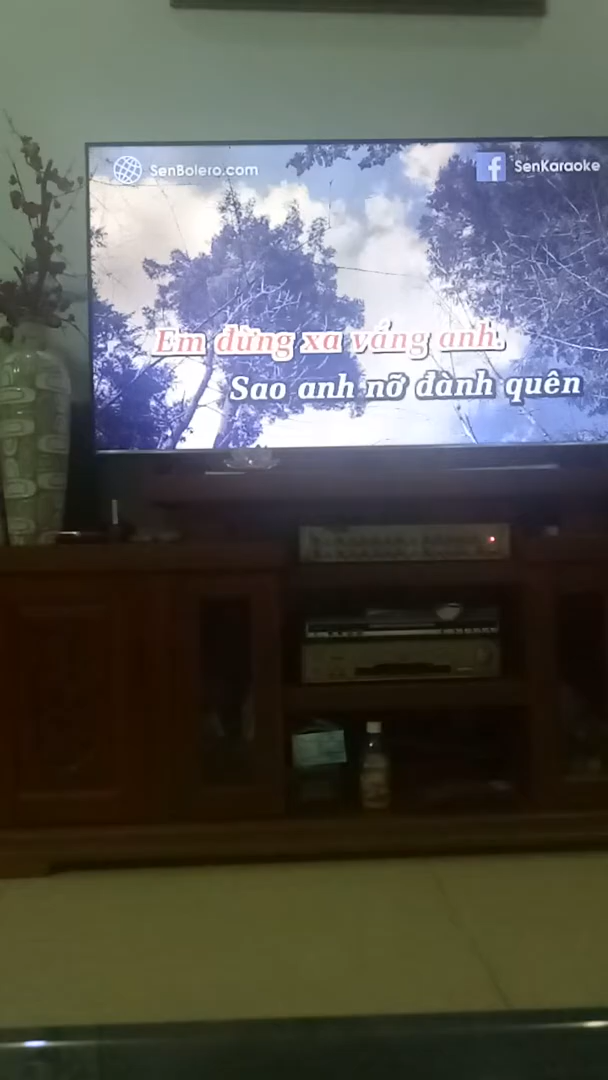 SenBolero.com
SenKaraoke
Em đừng xa vắng anh.
Sao anh nỡ đành quên